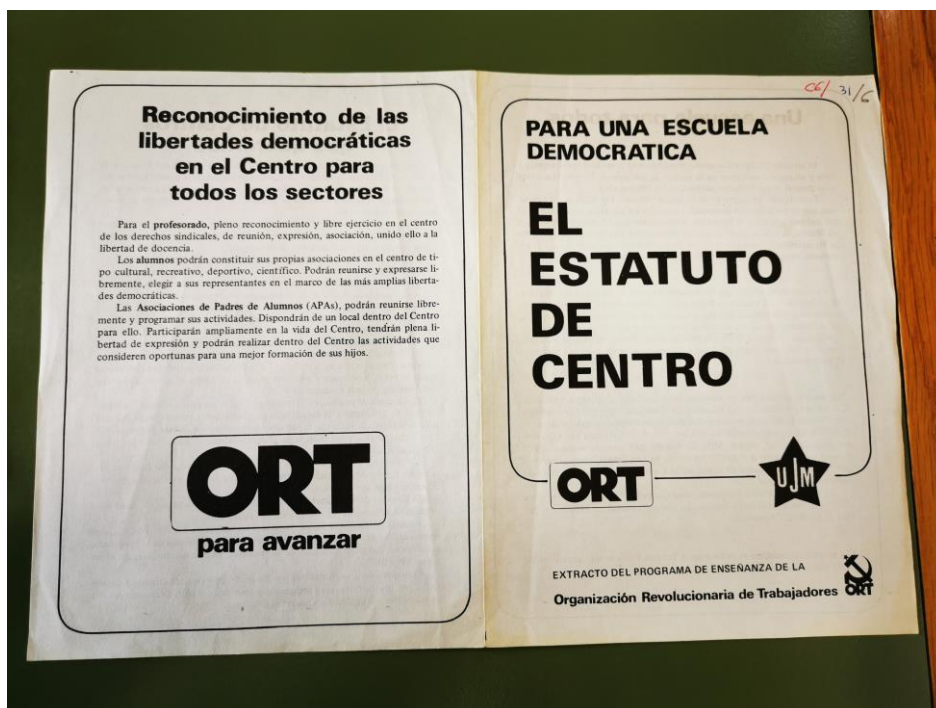 Reconocimiento de las
libertades democráticas
en el Centro para
todos los sectores
Para el profesorado, pleno reconocimiento y libre ejercicio en el centro
de los derechos sindicales, de reunión, expresión, asociación, unido ello a la
libertad de docencia.
Los alumnos podrán constituir sus propias asociaciones en el centro de ti-
po cultural, recreativo, deportivo, científico. Podrán reunirse y expresarse li-
bremente, elegir a sus representantes en el marco de las más amplias liberta-
des democráticas.
Las Asociaciones de Padres de Alumnos (APAs), podrán reunirse libre-
mente y programar sus actividades. Dispondrán de un local dentro del Centro
para ello. Participarán ampliamente en la vida del Centro, tendrán plena li-
bertad de expresión y podrán realizar dentro del Centro las actividades que
consideren oportunas para una mejor formación de sus hijos.
ORT
para avanzar
C6/31/6
PARA UNA ESCUELA
DEMOCRATICA
EL
ESTATUTO
DE
CENTRO
ORT
UJM
EXTRACTO DEL PROGRAMA DE ENSEÑANZA DE LA
Organización Revolucionaria de Trabajadores
ORT